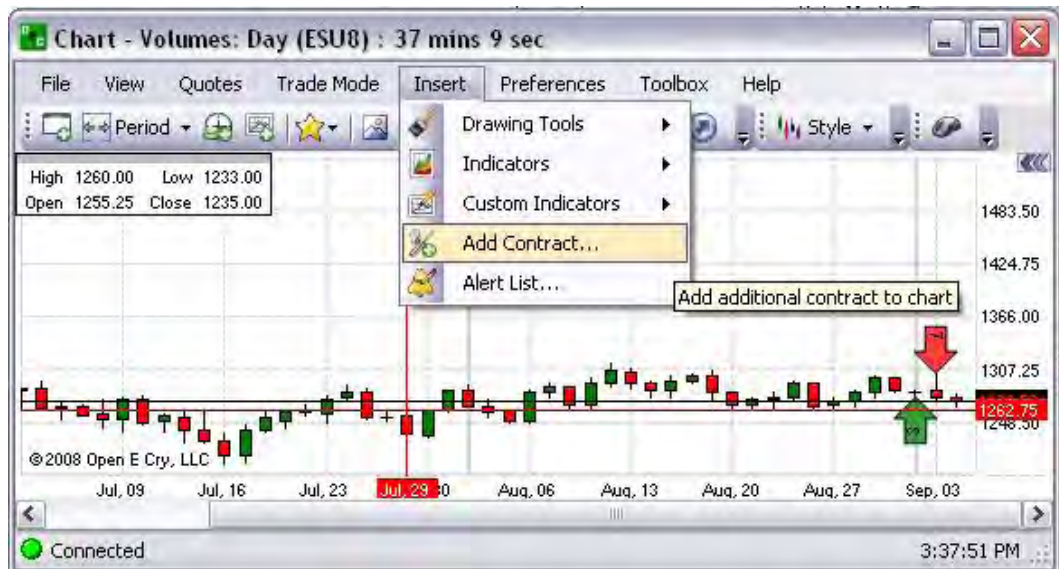 Chart - Volumes: Day (ESU8) : 37 mins 9 sec
File View Quotes Trade Mode Insert Preferences Toolbox Help
Period Style
Drawing Tools
Indicators
Custom Indicators
Add Contract...
Alert List...
Add additional contract to chart
High 1260.00 Low 1233.00
Open 1255.25 Close 1235.00
1483.50
1424.75
1366.00
1307.25
1262.75
1248.50
©2008 Open E Cry, LLC
Jul, 09 Jul, 16 Jul, 23 Jul, 29 30 Aug, 06 Aug, 13 Aug, 20 Aug, 27 Sep, 03
Connected 3:37:51 PM